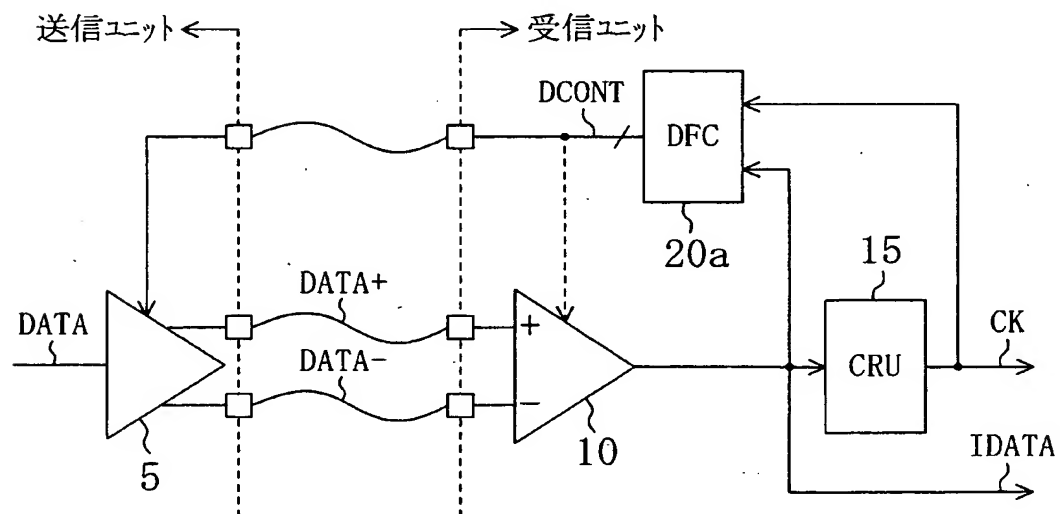 送信ユニット
受信ユニット
DCONT
DFC
20a
15
DATA
DATA+
DATA-
+
-
CRU
CK
5
10
IDATA